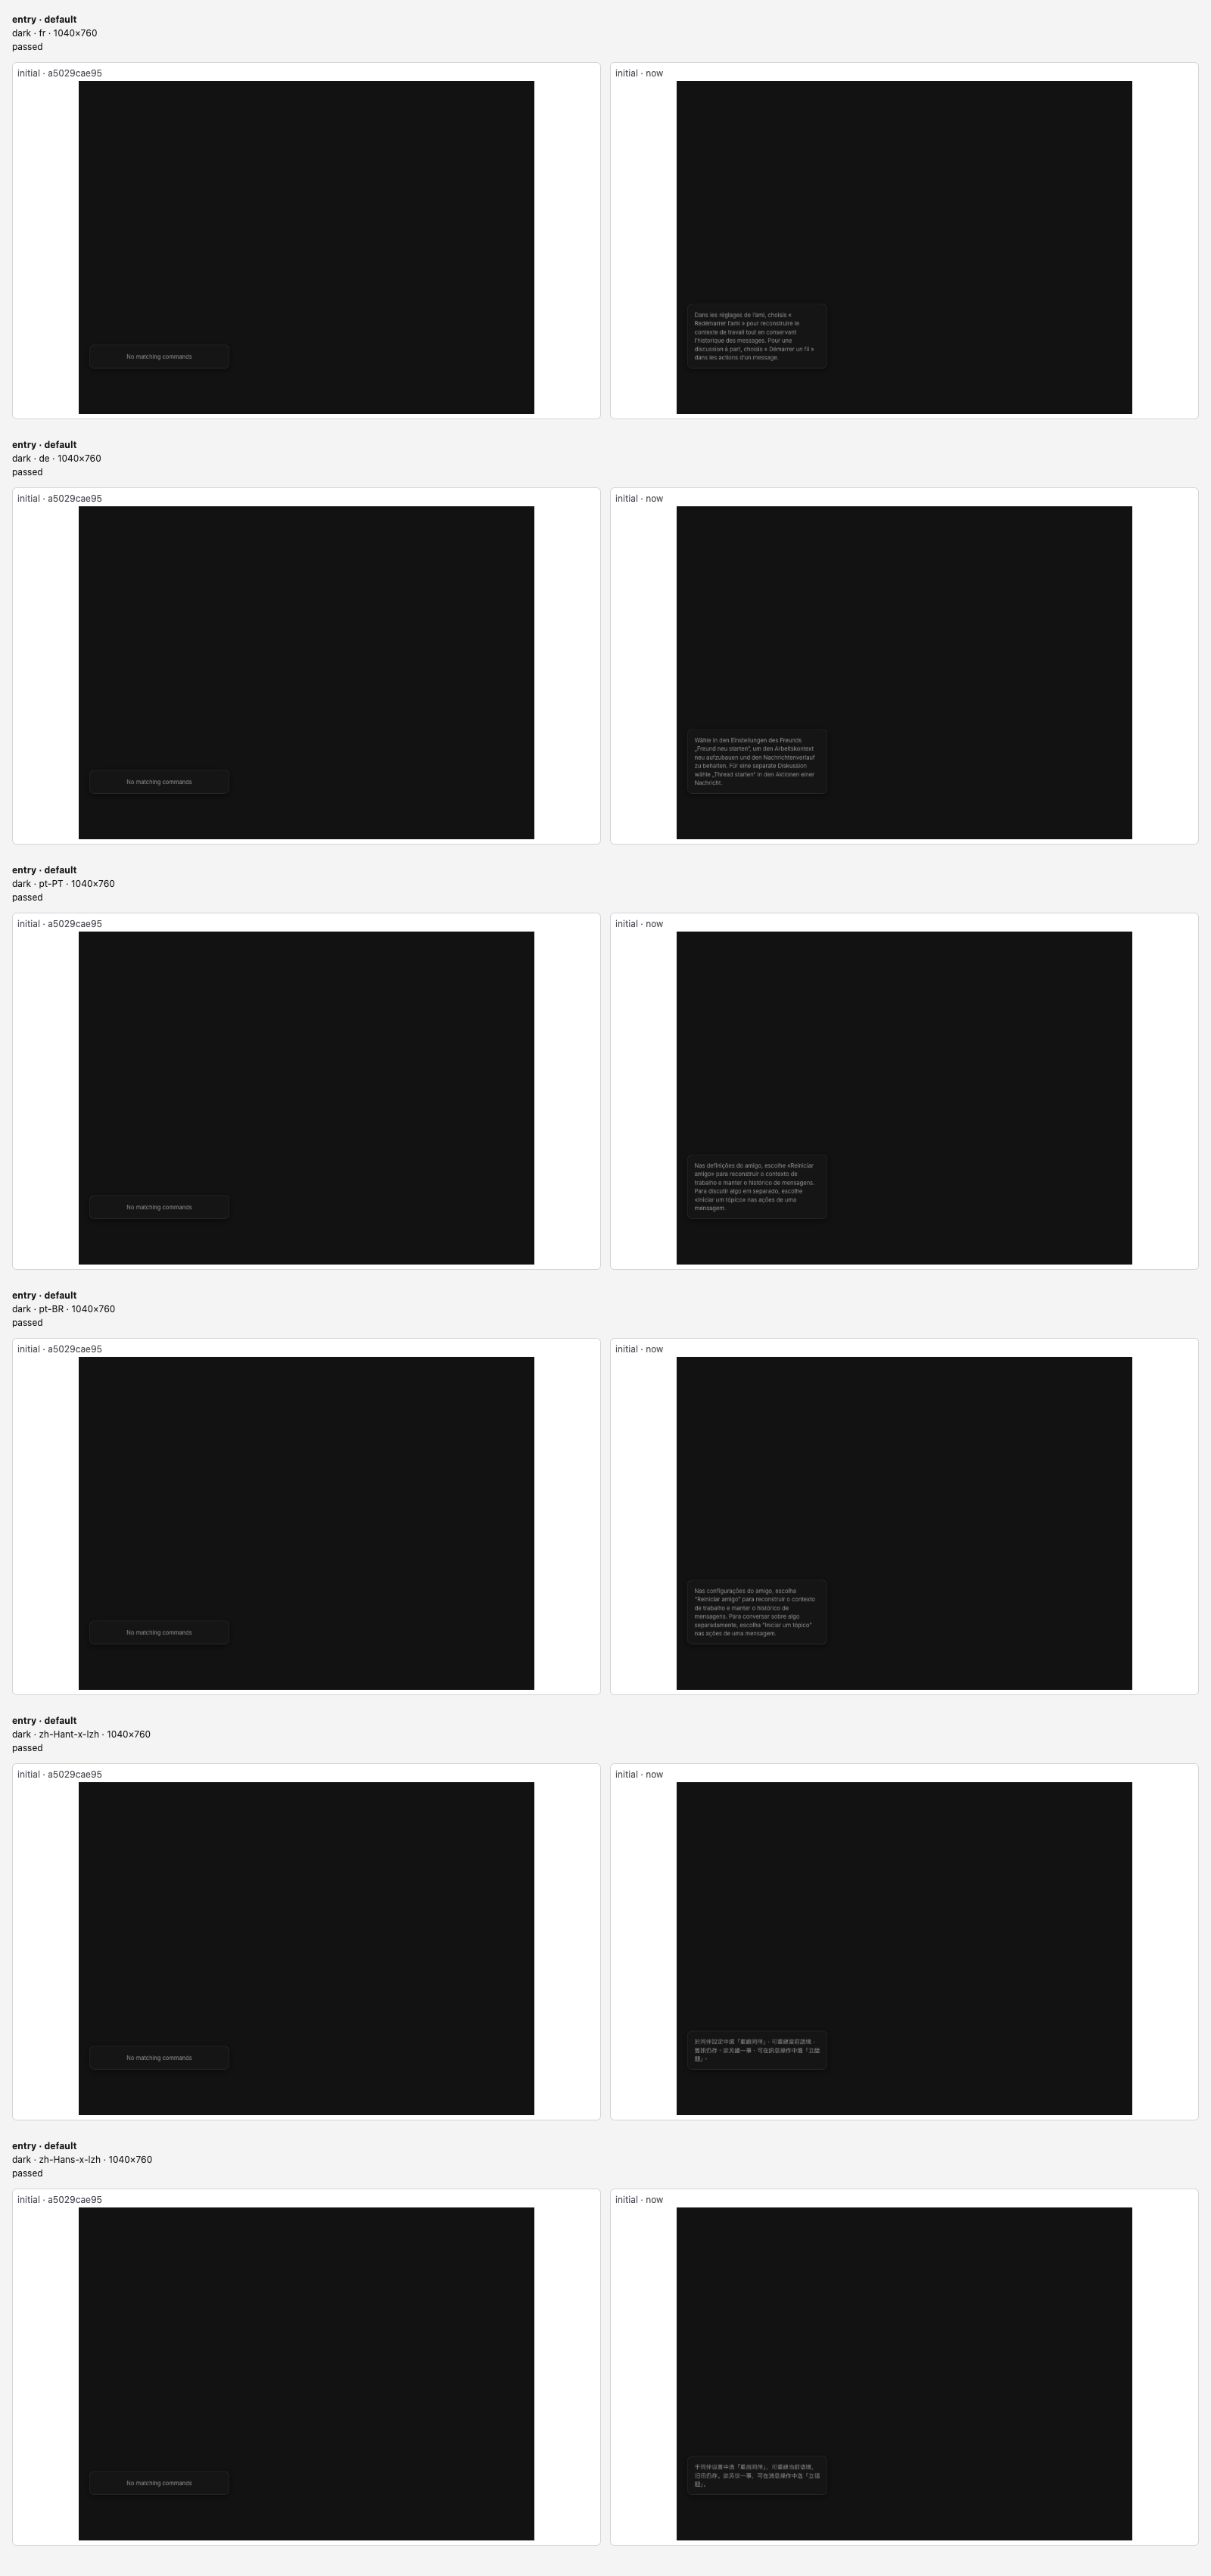 entry · default
dark · fr · 1040×760
passed
initial · a5029cae95
No matching commands
initial · now
Dans les réglages de l'ami, choisis «
Redémarrer l'ami » pour reconstruire le
contexte de travail tout en conservant
l'historique des messages. Pour une
discussion à part, choisis « Démarrer un fil »
dans les actions d'un message.
entry · default
dark · de · 1040×760
passed
initial · a5029cae95
No matching commands
initial · now
Wähle in den Einstellungen des Freunds
„Freund neu starten“, um den Arbeitskontext
neu aufzubauen und den Nachrichtenverlauf
zu behalten. Für eine separate Diskussion
wähle „Thread starten“ in den Aktionen einer
Nachricht.
entry · default
dark · pt-PT · 1040×760
passed
initial · a5029cae95
No matching commands
initial · now
Nas definições do amigo, escolhe «Reiniciar
amigo» para reconstruir o contexto de
trabalho e manter o histórico de mensagens.
Para discutir algo em separado, escolhe
«Iniciar um tópico» nas ações de uma
mensagem.
entry · default
dark · pt-BR · 1040×760
passed
initial · a5029cae95
No matching commands
initial · now
Nas configurações do amigo, escolha
"Reiniciar amigo" para reconstruir o contexto
de trabalho e manter o histórico de
mensagens. Para conversar sobre algo
separadamente, escolha "Iniciar um tópico"
nas ações de uma mensagem.
entry · default
dark · zh-Hant-x-lzh · 1040×760
passed
initial · a5029cae95
No matching commands
initial · now
entry · default
dark · zh-Hans-x-lzh · 1040×760
passed
initial · a5029cae95
No matching commands
initial · now